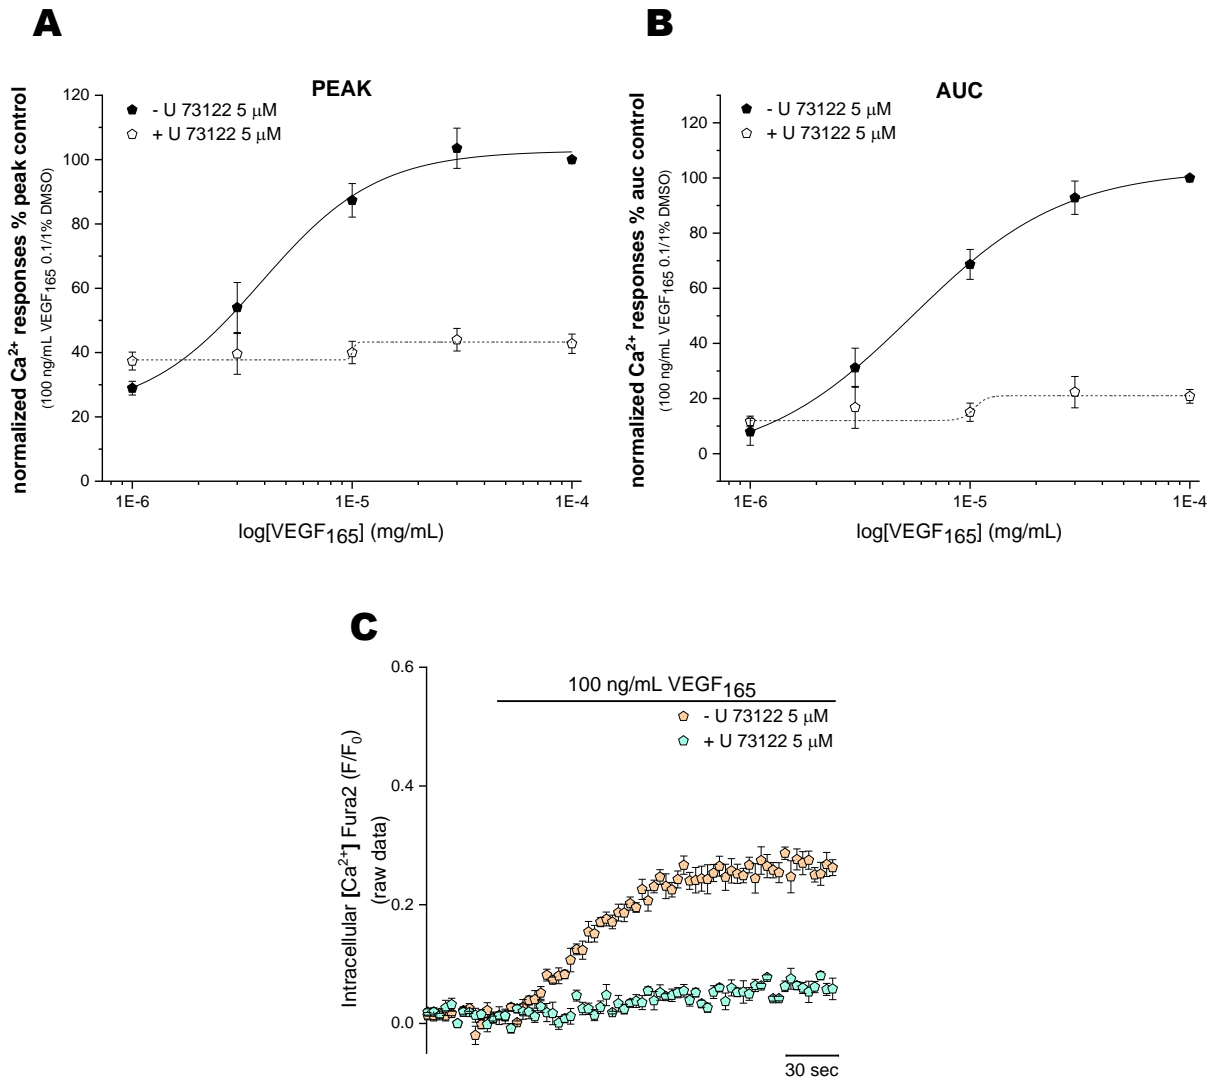 A
PEAK
normalized Ca2+ responses % peak control
(100 ng/mL VEGF165 0.1/1% DMSO)
- U 73122 5 μM
+ U 73122 5 μM
120
100
80
60
40
20
0
1E-6
1E-5
1E-4
log[VEGF165] (mg/mL)
B
AUC
normalized Ca2+ responses % auc control
(100 ng/mL VEGF165 0.1/1% DMSO)
- U 73122 5 μM
+ U 73122 5 μM
120
100
80
60
40
20
0
1E-6
1E-5
1E-4
log[VEGF165] (mg/mL)
C
Intracellular [Ca2+] Fura2 (F/F0)
(raw data)
0.6
0.4
0.2
0.0
100 ng/mL VEGF165
- U 73122 5 μM
+ U 73122 5 μM
30 sec